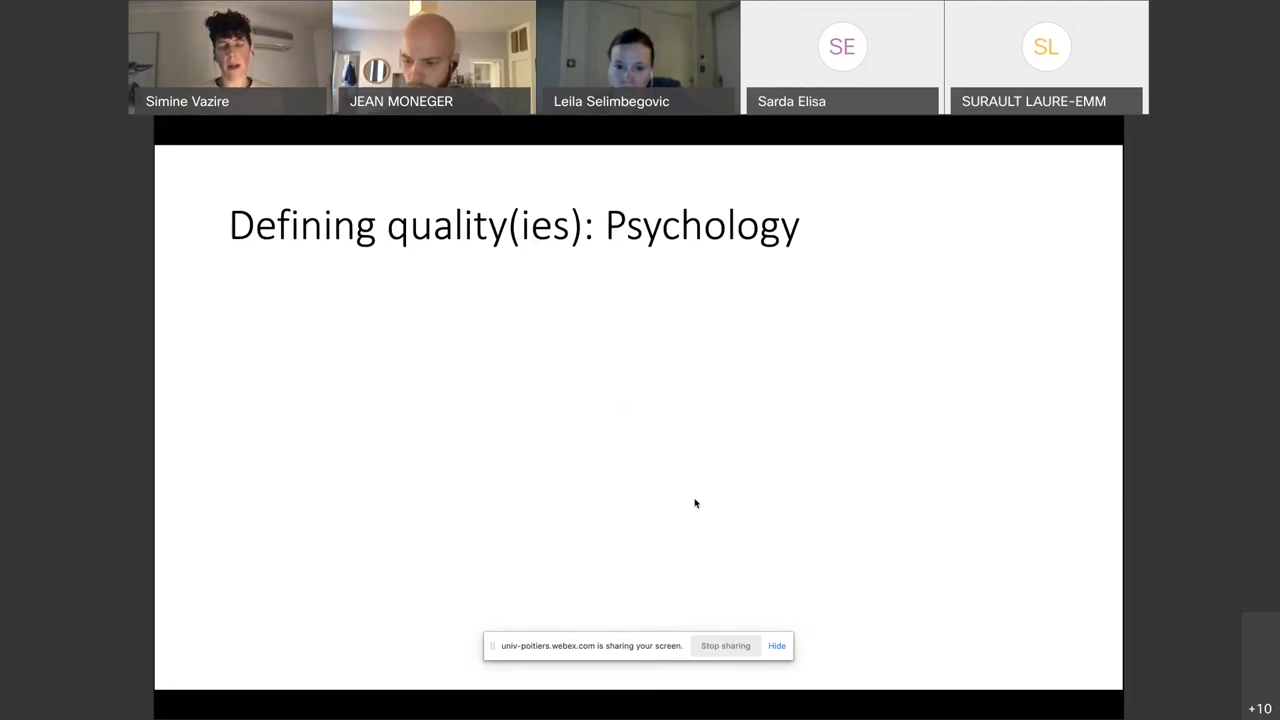 SE
SL
Simine Vazire
JEAN MONEGER
Leila Selimbegovic
Sarda Elisa
SURAULT LAURE-EMM
Defining quality(ies): Psychology
univ-poitiers.webex.com is sharing your screen.
Stop sharing
Hide
+10